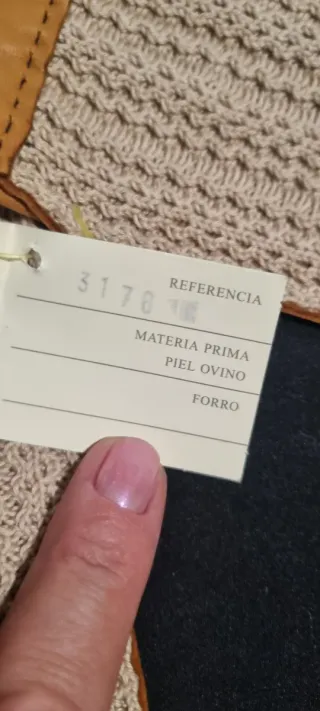 REFERENCIA
3178
MATERIA PRIMA
PIEL OVINO
FORRO